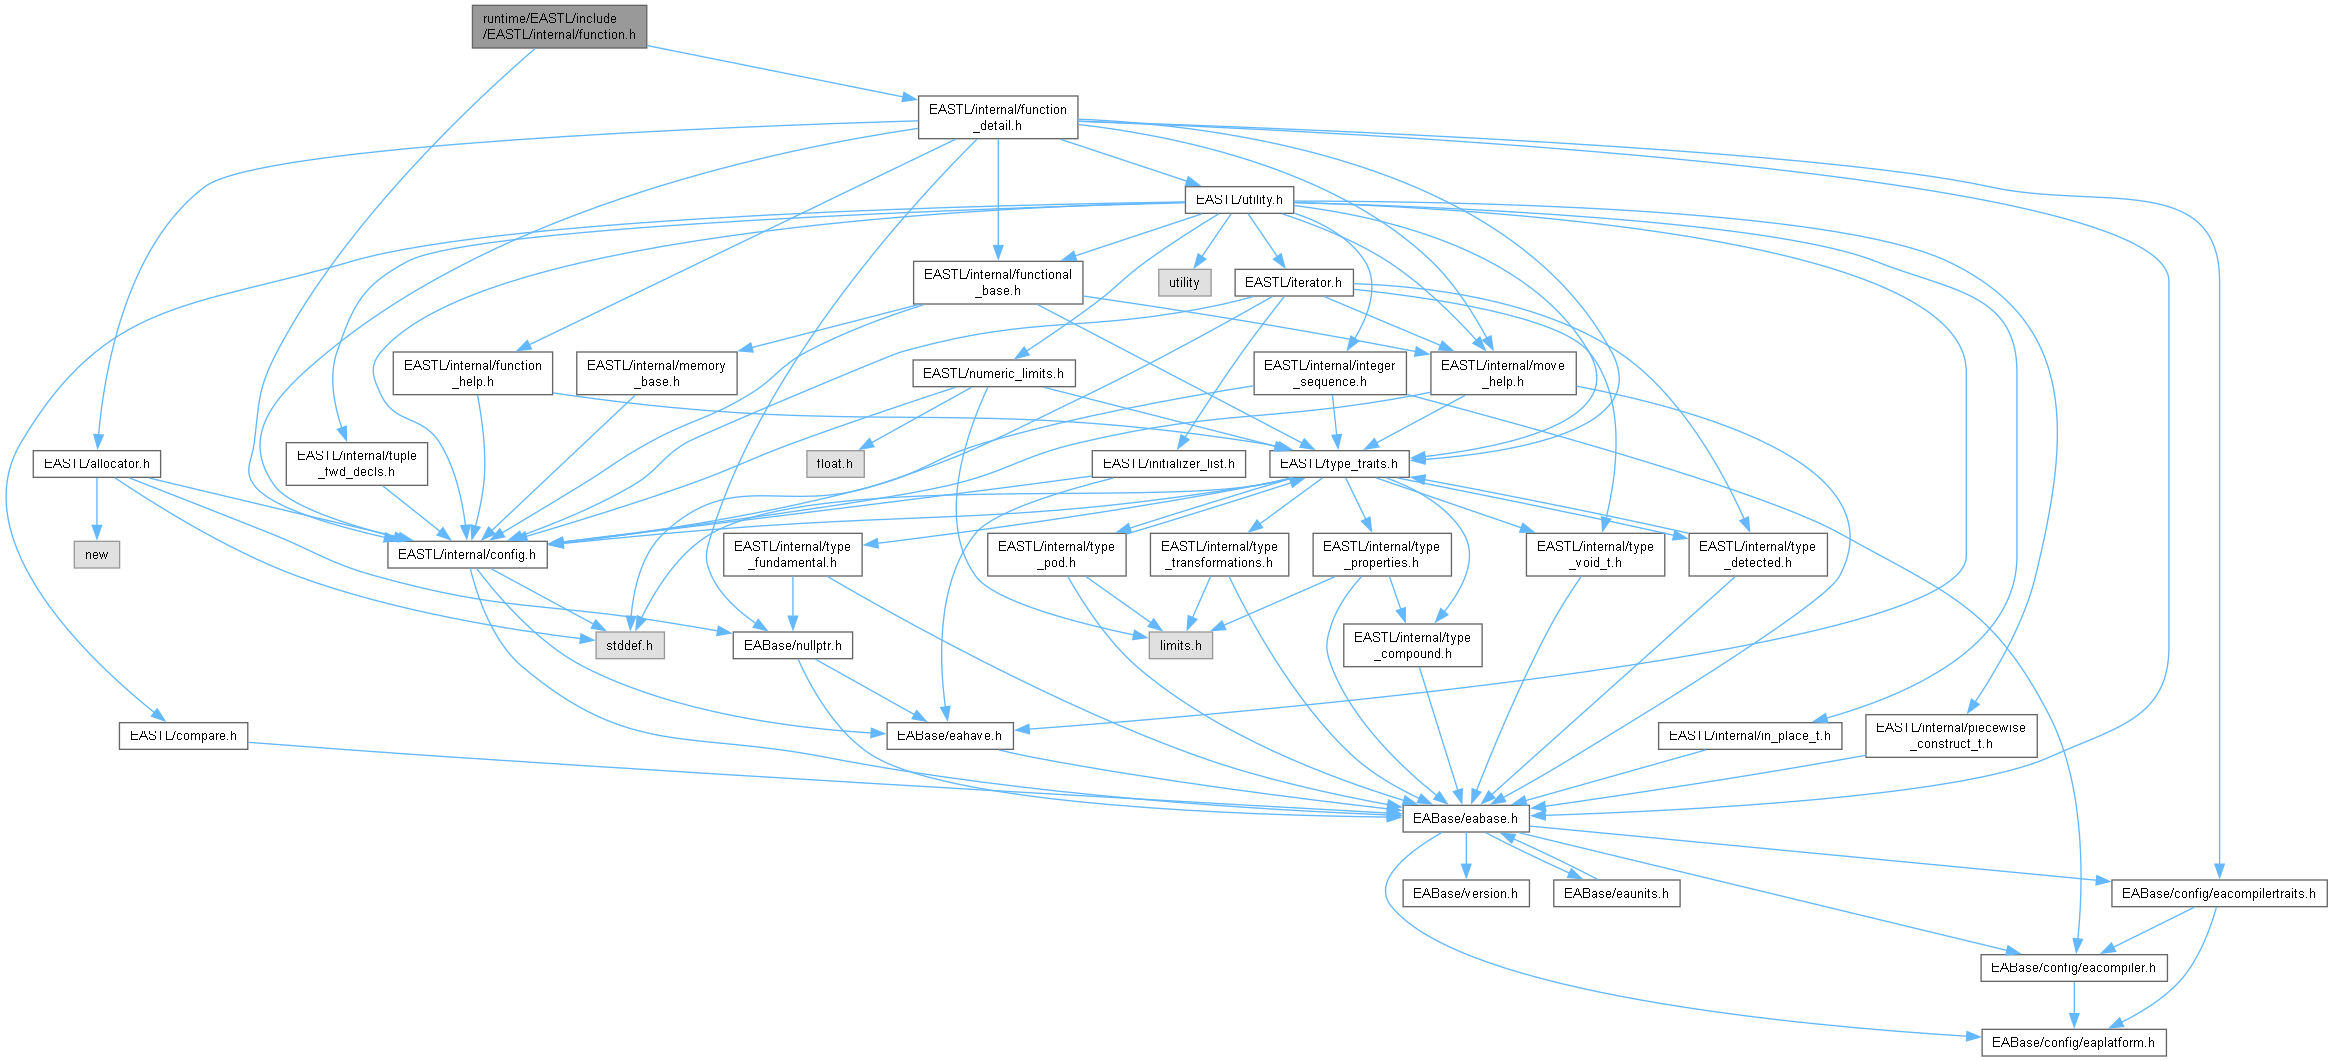 runtime/EASTL/include
/EASTL/internal/function.h
EASTL/internal/function
_detail.h
EASTL/utility.h
EASTL/internal/functional
_base.h
utility
EASTL/iterator.h
EASTL/internal/function
_help.h
EASTL/internal/memory
_base.h
EASTL/numeric_limits.h
EASTL/internal/integer
_sequence.h
EASTL/internal/move
_help.h
EASTL/allocator.h
EASTL/internal/tuple
_fwd_decls.h
float.h
EASTL/initializer_list.h
EASTL/type_traits.h
new
EASTL/internal/config.h
EASTL/internal/type
_fundamental.h
EASTL/internal/type
_pod.h
EASTL/internal/type
_transformations.h
EASTL/internal/type
_properties.h
EASTL/internal/type
_void_t.h
EASTL/internal/type
_detected.h
stddef.h
EABase/nullptr.h
limits.h
EASTL/internal/type
_compound.h
EASTL/compare.h
EABase/eahave.h
EASTL/internal/in_place_t.h
EASTL/internal/piecewise
_construct_t.h
EABase/eabase.h
EABase/version.h
EABase/eaunits.h
EABase/config/eacompilertraits.h
EABase/config/eacompiler.h
EABase/config/eaplatform.h